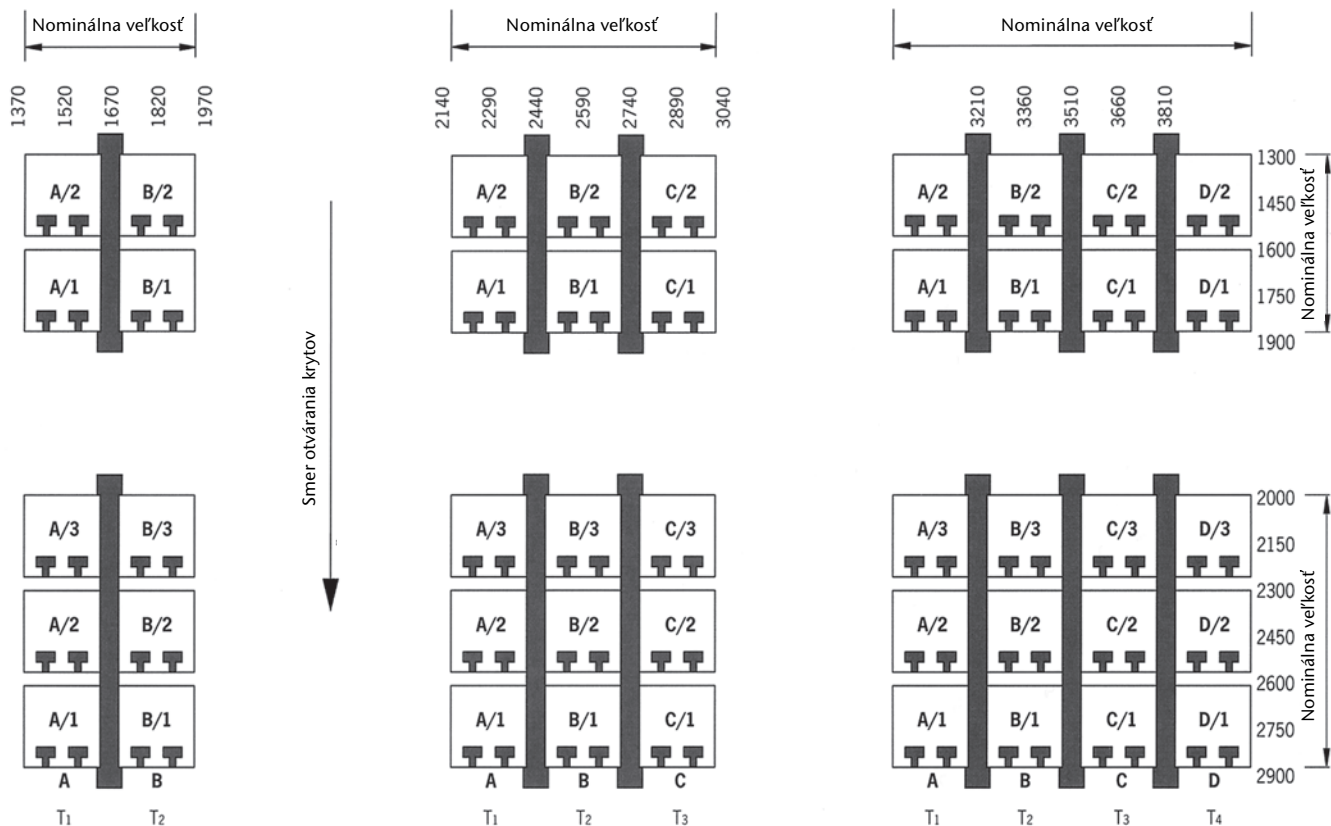 Nominálna veľkosť Nominálna veľkosť Nominálna veľkosť
1370 1520 1670 1820 1970 2140 2290 2440 2590 2740 2890 3040 3210 3360 3510 3660 3810
A/2 B/2 A/2 B/2 C/2 A/2 B/2 C/2 D/2
A/1 B/1 A/1 B/1 C/1 A/1 B/1 C/1 D/1
1300
1450
1600
1750
1900
Nominálna veľkosť
Smer otvárania krytov
A/3 B/3 A/3 B/3 C/3 A/3 B/3 C/3 D/3
A/2 B/2 A/2 B/2 C/2 A/2 B/2 C/2 D/2
A/1 B/1 A/1 B/1 C/1 A/1 B/1 C/1 D/1
2000
2150
2300
2450
2600
2750
2900
Nominálna veľkosť
A B A B C A B C D
T1 T2 T1 T2 T3 T1 T2 T3 T4